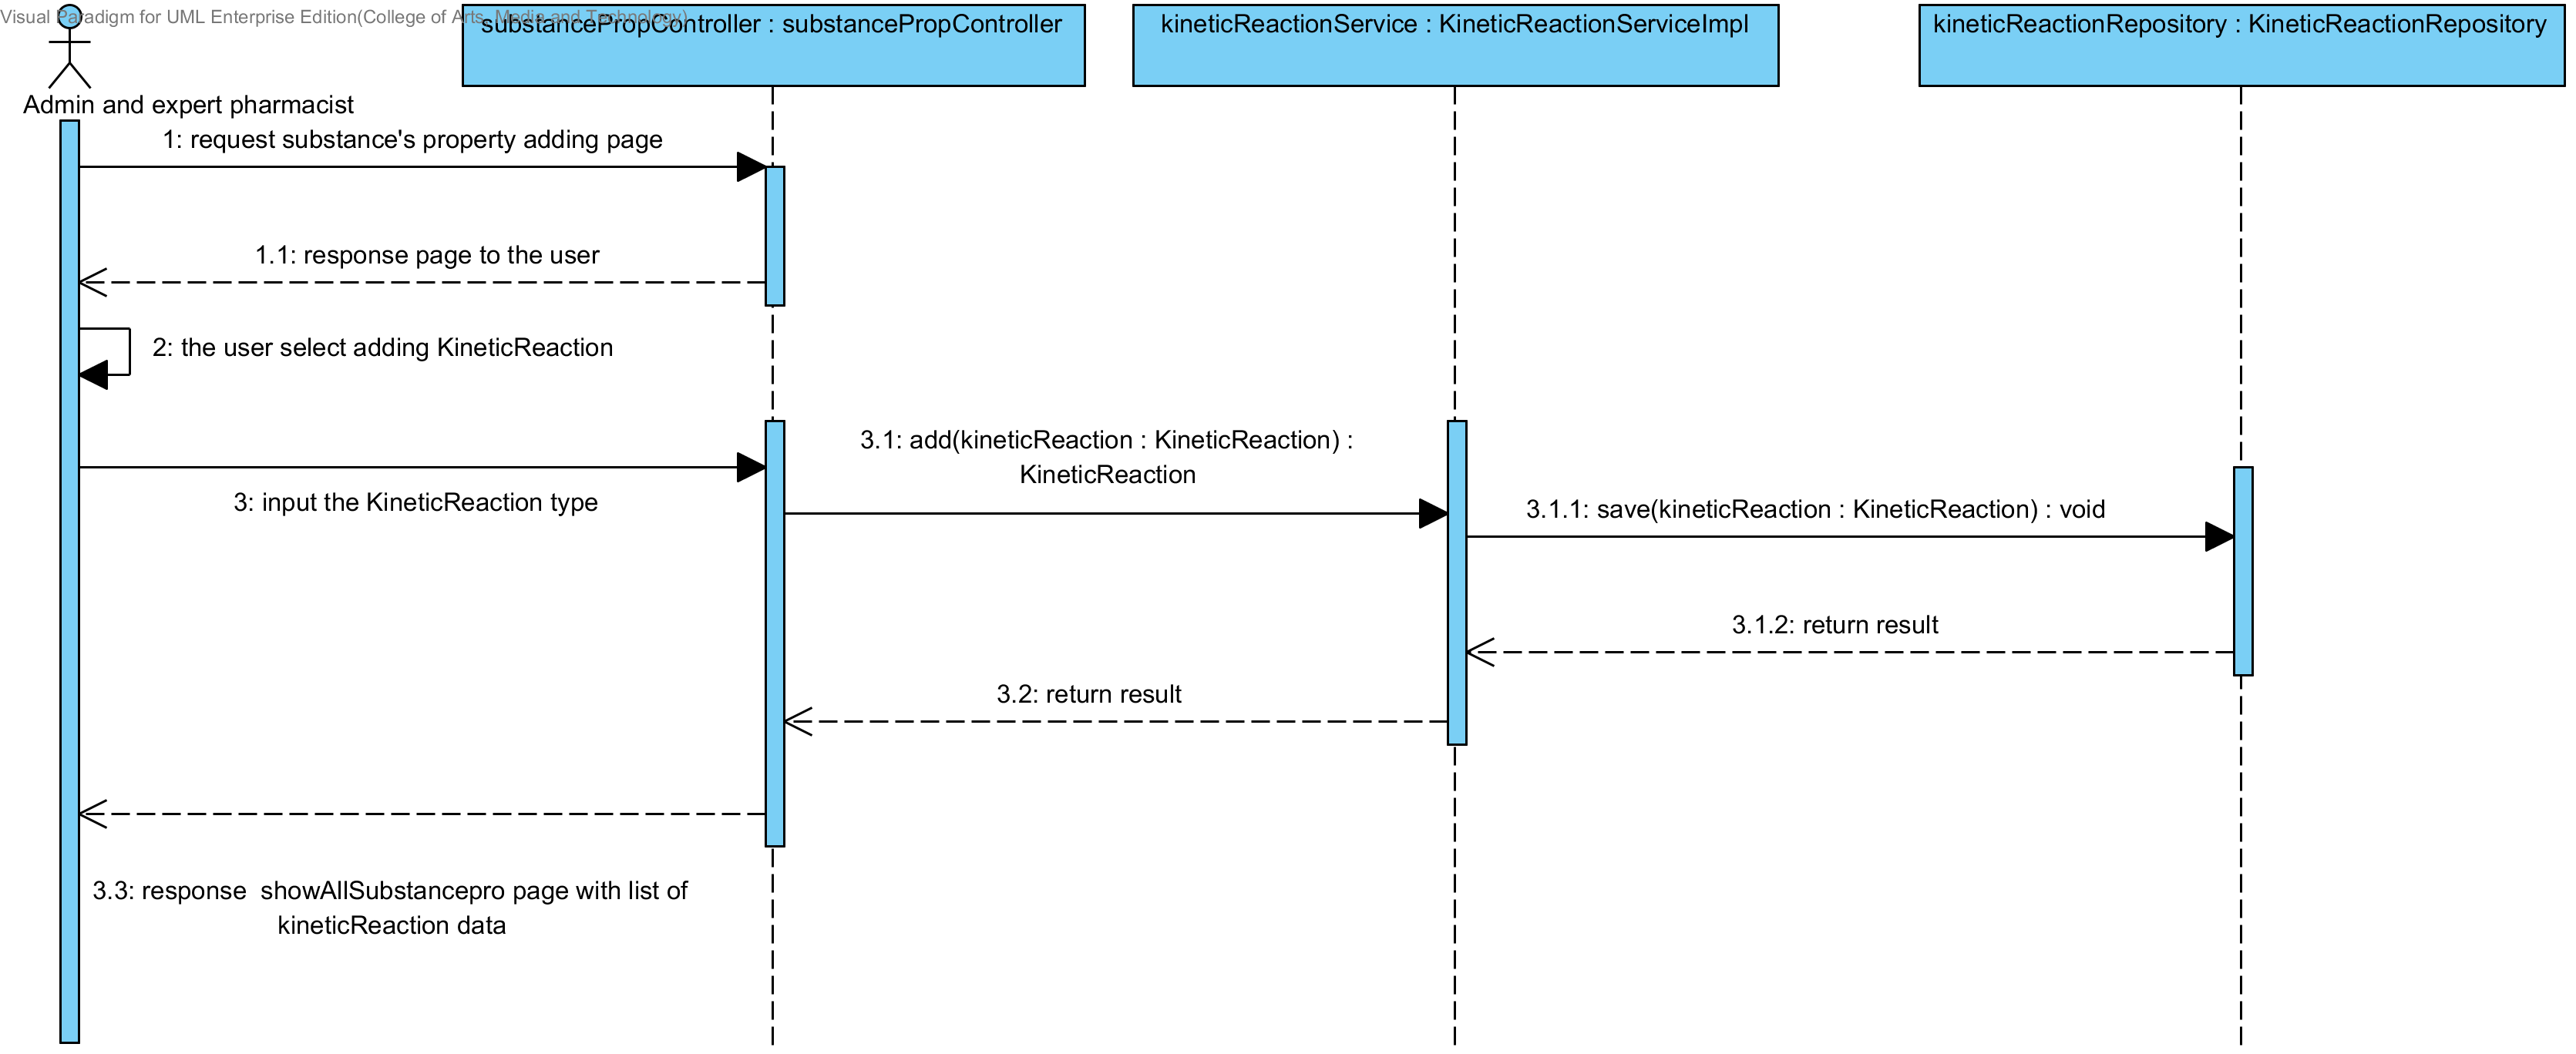 Visual Paradigm for UML Enterprise Edition(College of Arts, Media and Technology)
substancePropController : substancePropController
kineticReactionService : KineticReactionServiceImpl
kineticReactionRepository : KineticReactionRepository
Admin and expert pharmacist
1: request substance's property adding page
1.1: response page to the user
2: the user select adding KineticReaction
3.1: add(kineticReaction : KineticReaction) :
KineticReaction
3: input the KineticReaction type
3.1.1: save(kineticReaction : KineticReaction) : void
3.1.2: return result
3.2: return result
3.3: response  showAllSubstancepro page with list of
kineticReaction data